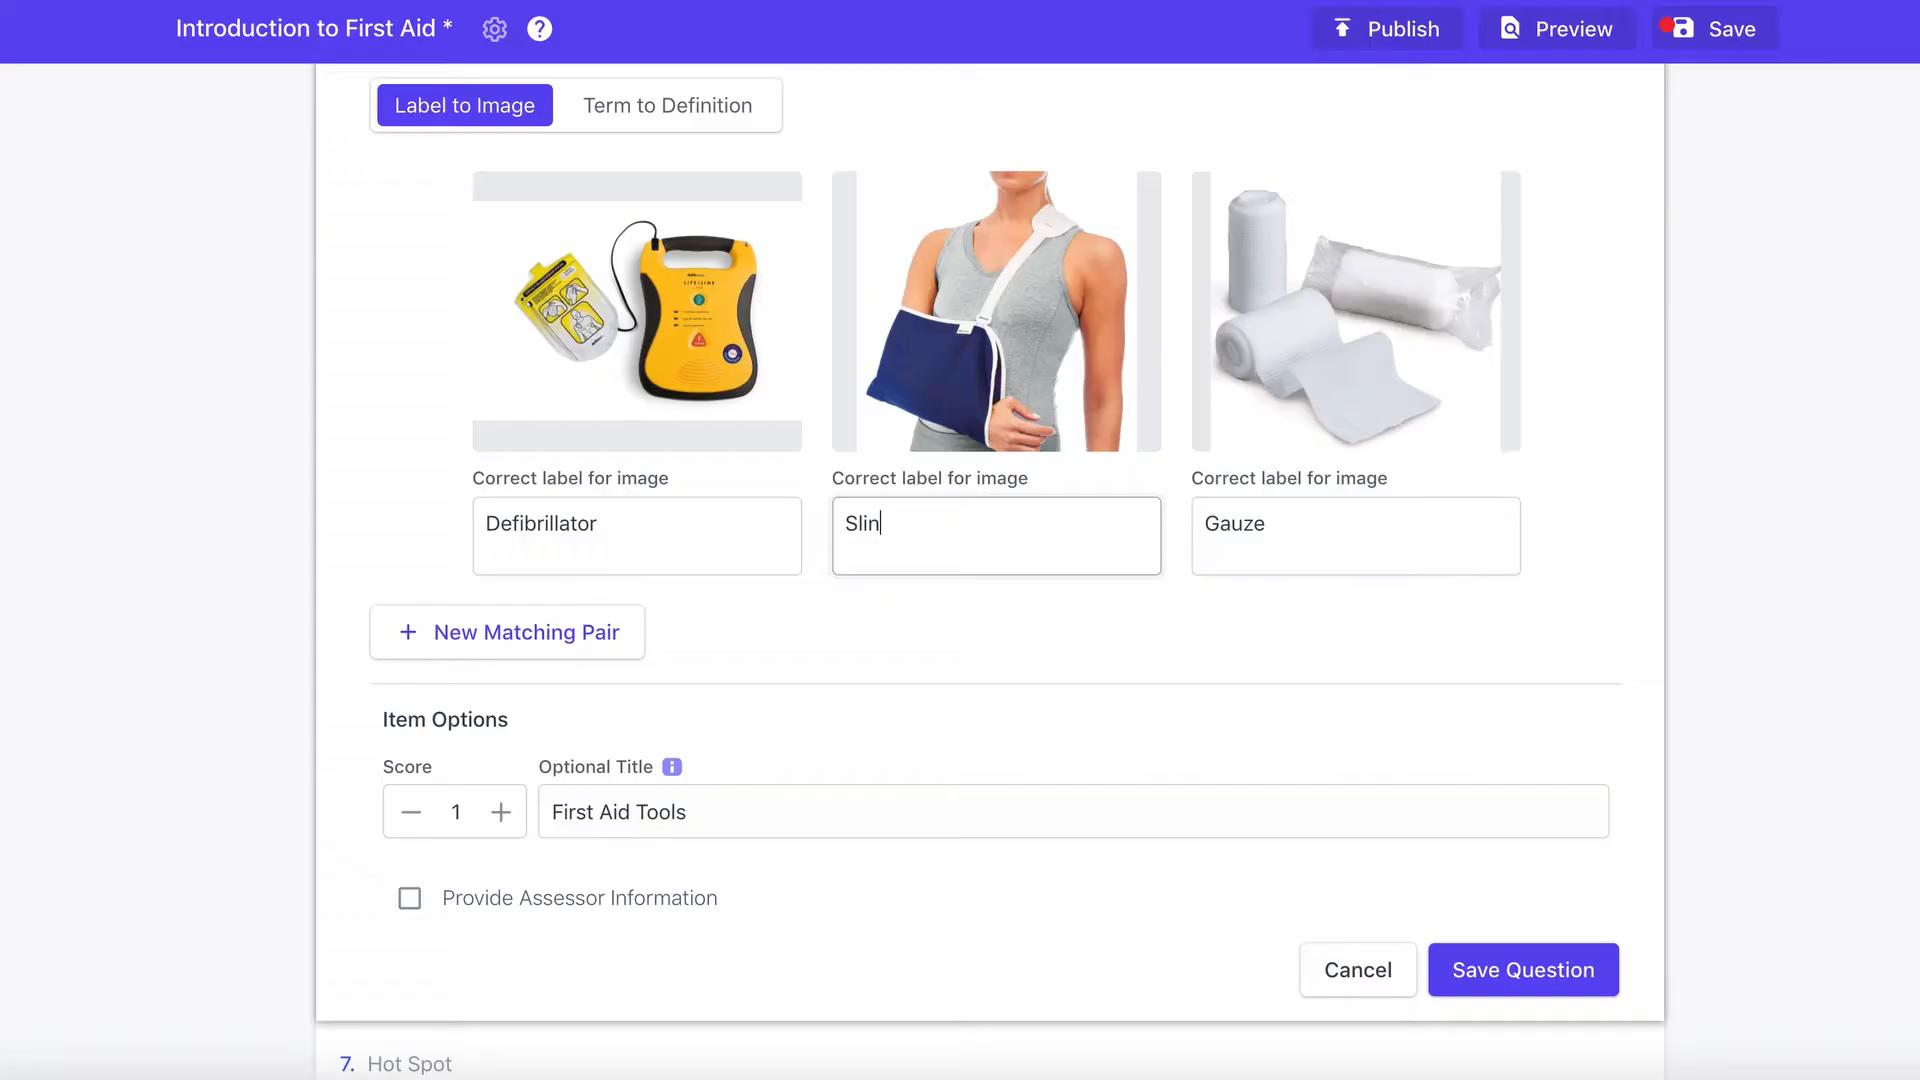 Introduction to First Aid *
Publish
Preview
Save
Label to Image
Term to Definition
LIFELINE
Correct label for image
Correct label for image
Correct label for image
Defibrillator
Slin
Gauze
New Matching Pair
Item Options
Score
Optional Title
1
First Aid Tools
Provide Assessor Information
Cancel
Save Question
7. Hot Spot